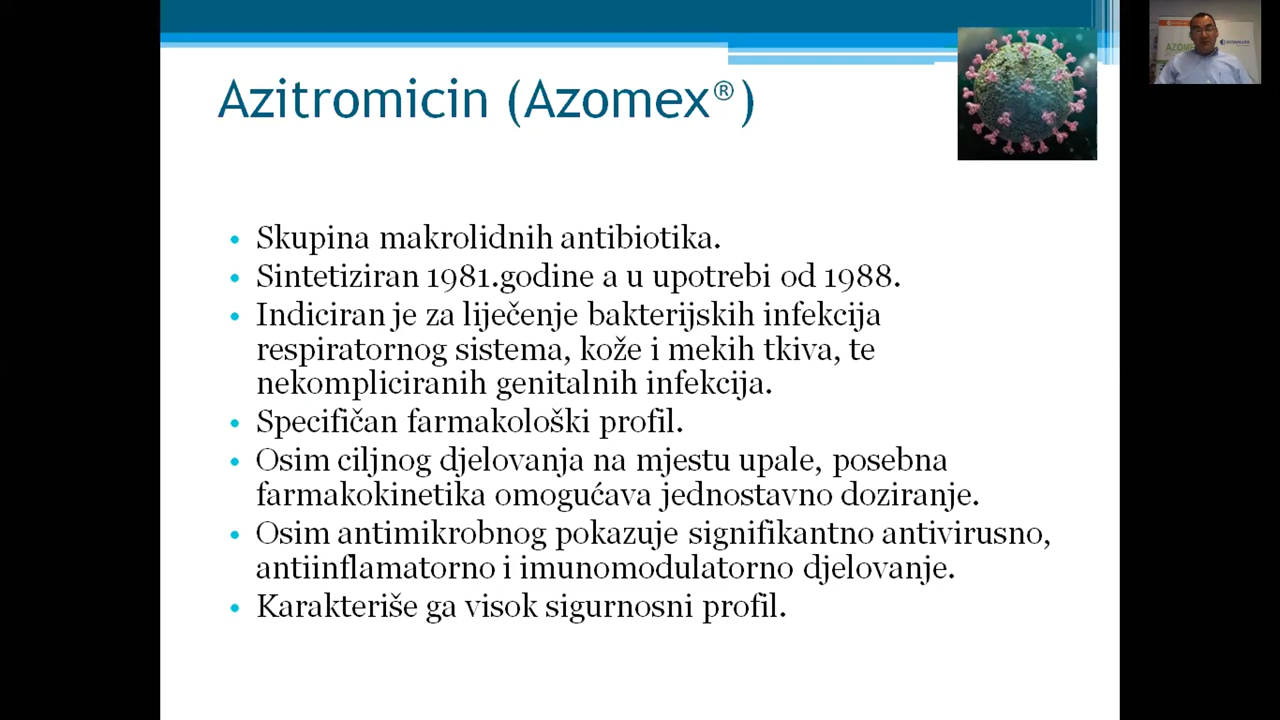 Azitromicin (Azomex®)
• Skupina makrolidnih antibiotika.
• Sintetiziran 1981.godine a u upotrebi od 1988.
• Indiciran je za liječenje bakterijskih infekcija
respiratornog sistema, kože i mekih tkiva, te
nekompliciranih genitalnih infekcija.
• Specifičan farmakološki profil.
• Osim ciljnog djelovanja na mjestu upale, posebna
farmakokinetika omogućava jednostavno doziranje.
• Osim antimikrobnog pokazuje signifikantno antivirusno,
antiinflamatorno i imunomodulatorno djelovanje.
• Karakteriše ga visok sigurnosni profil.